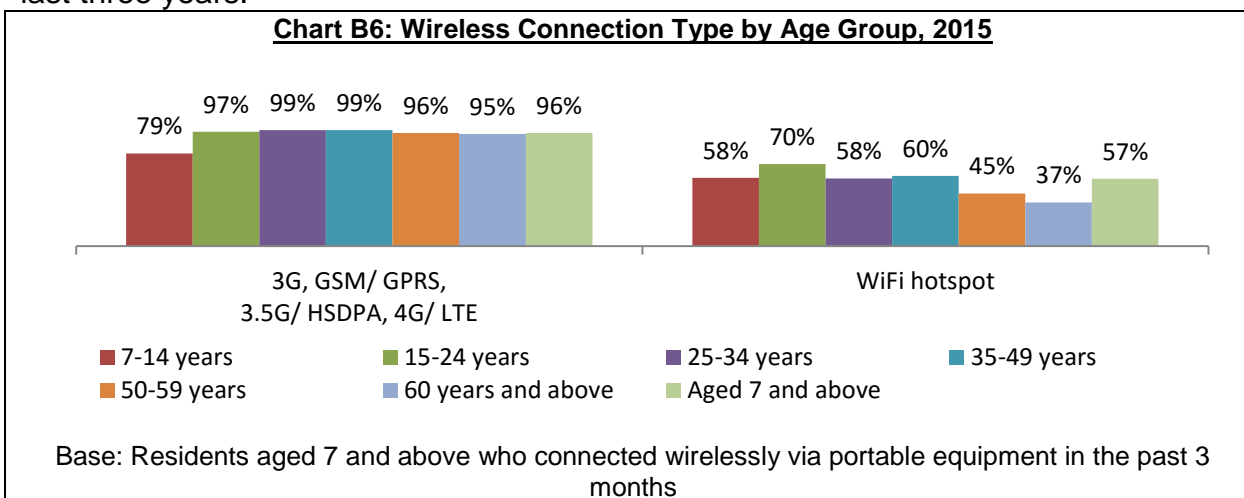 last three years.
Chart B6: Wireless Connection Type by Age Group, 2015
79% 97% 99% 99% 96% 95% 96%
58% 70% 58% 60% 45% 37% 57%
3G, GSM/ GPRS,
3.5G/ HSDPA, 4G/ LTE
WiFi hotspot
7-14 years 15-24 years 25-34 years 35-49 years
50-59 years 60 years and above Aged 7 and above
Base: Residents aged 7 and above who connected wirelessly via portable equipment in the past 3
months